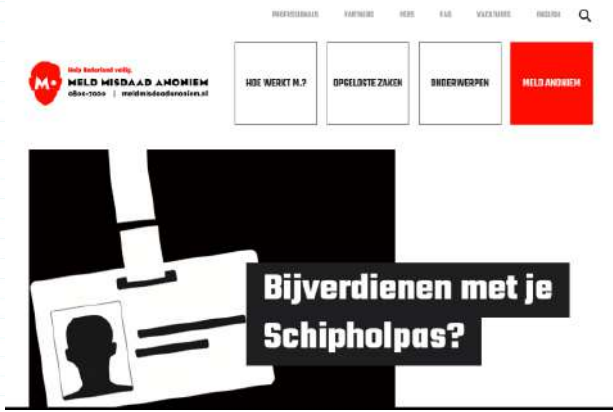 PROFESSIONALS PARTNERS PERS FAQ VACATURES ENGLISH
Help Nederland veilig.
M.
MELD MISDAAD ANONIEM
0800-7000 | meldmisdaadanoniem.nl
HOE WERKT M.?
OPGELOSTE ZAKEN
ONDERWERPEN
MELD ANONIEM
Bijverdienen met je
Schipholpas?